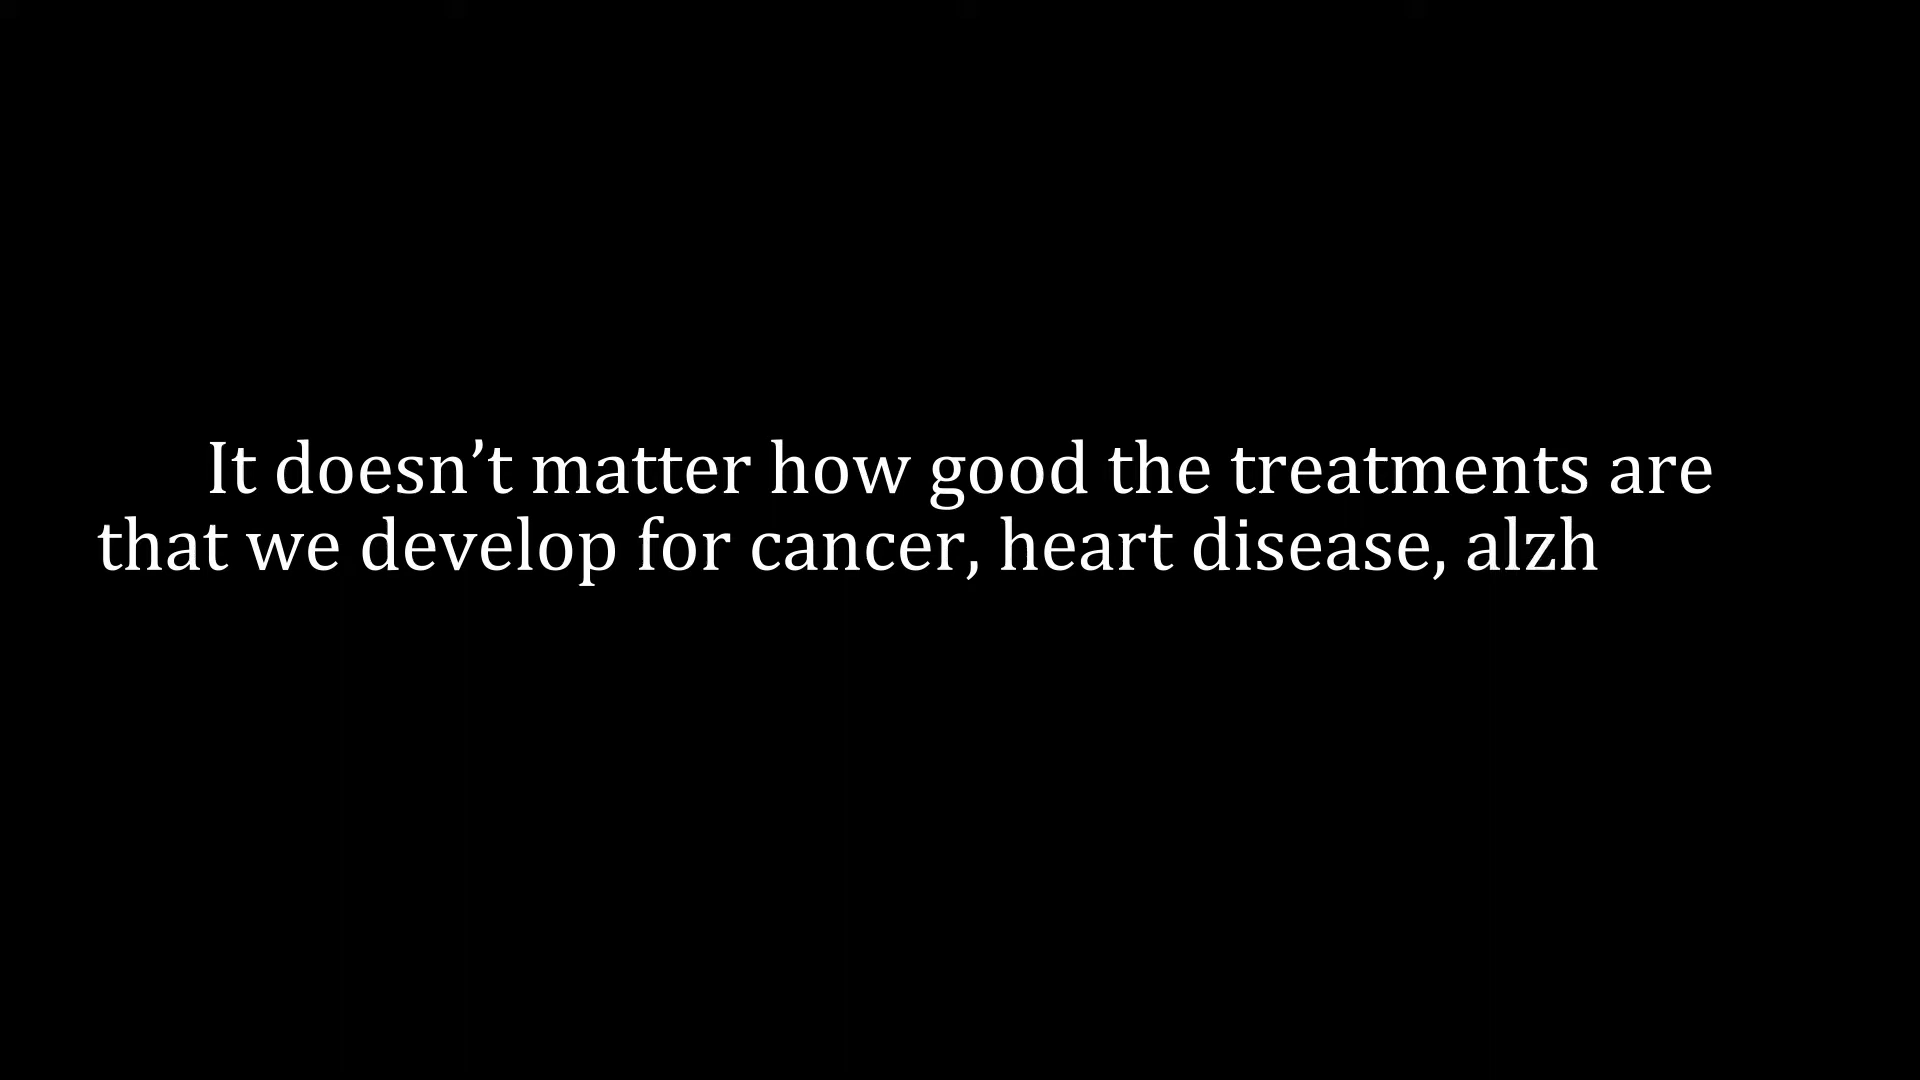 It doesn’t matter how good the treatments are
that we develop for cancer, heart disease, alzh